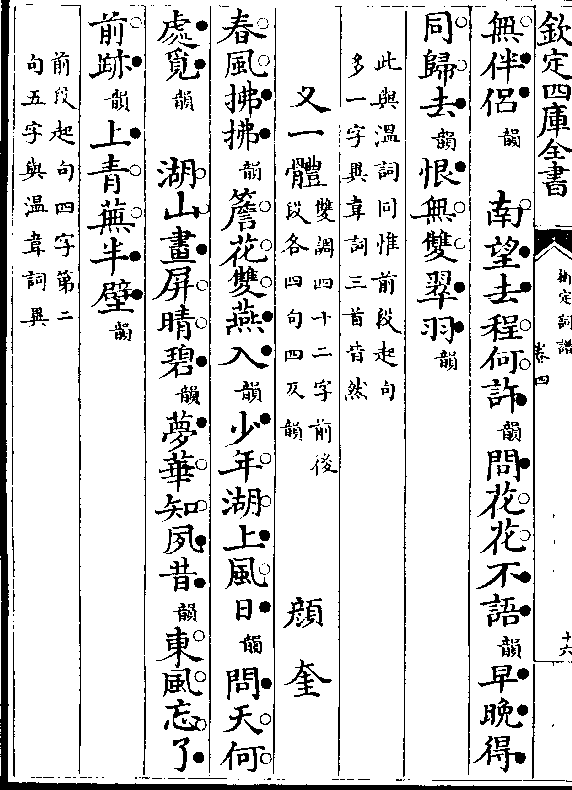 欽定四庫全書
御定詞譜
卷四
十六
無伴侶韻　南望去程何許韻問花花不語韻早晚得
同歸去韻恨無雙翠羽韻
此與溫詞同惟前段起句
多一字與韋詞三首皆然
又一體雙調四十二字前後
段各四句四仄韻
顔奎
春風拂拂韻簷花雙燕入韻少年湖上風日韻問天何
處覓韻　湖山畫屏晴碧韻夢華知夙昔韻東風忘了
前跡韻上青蕪半壁韻
前段起句四字第二
句五字與溫韋詞異